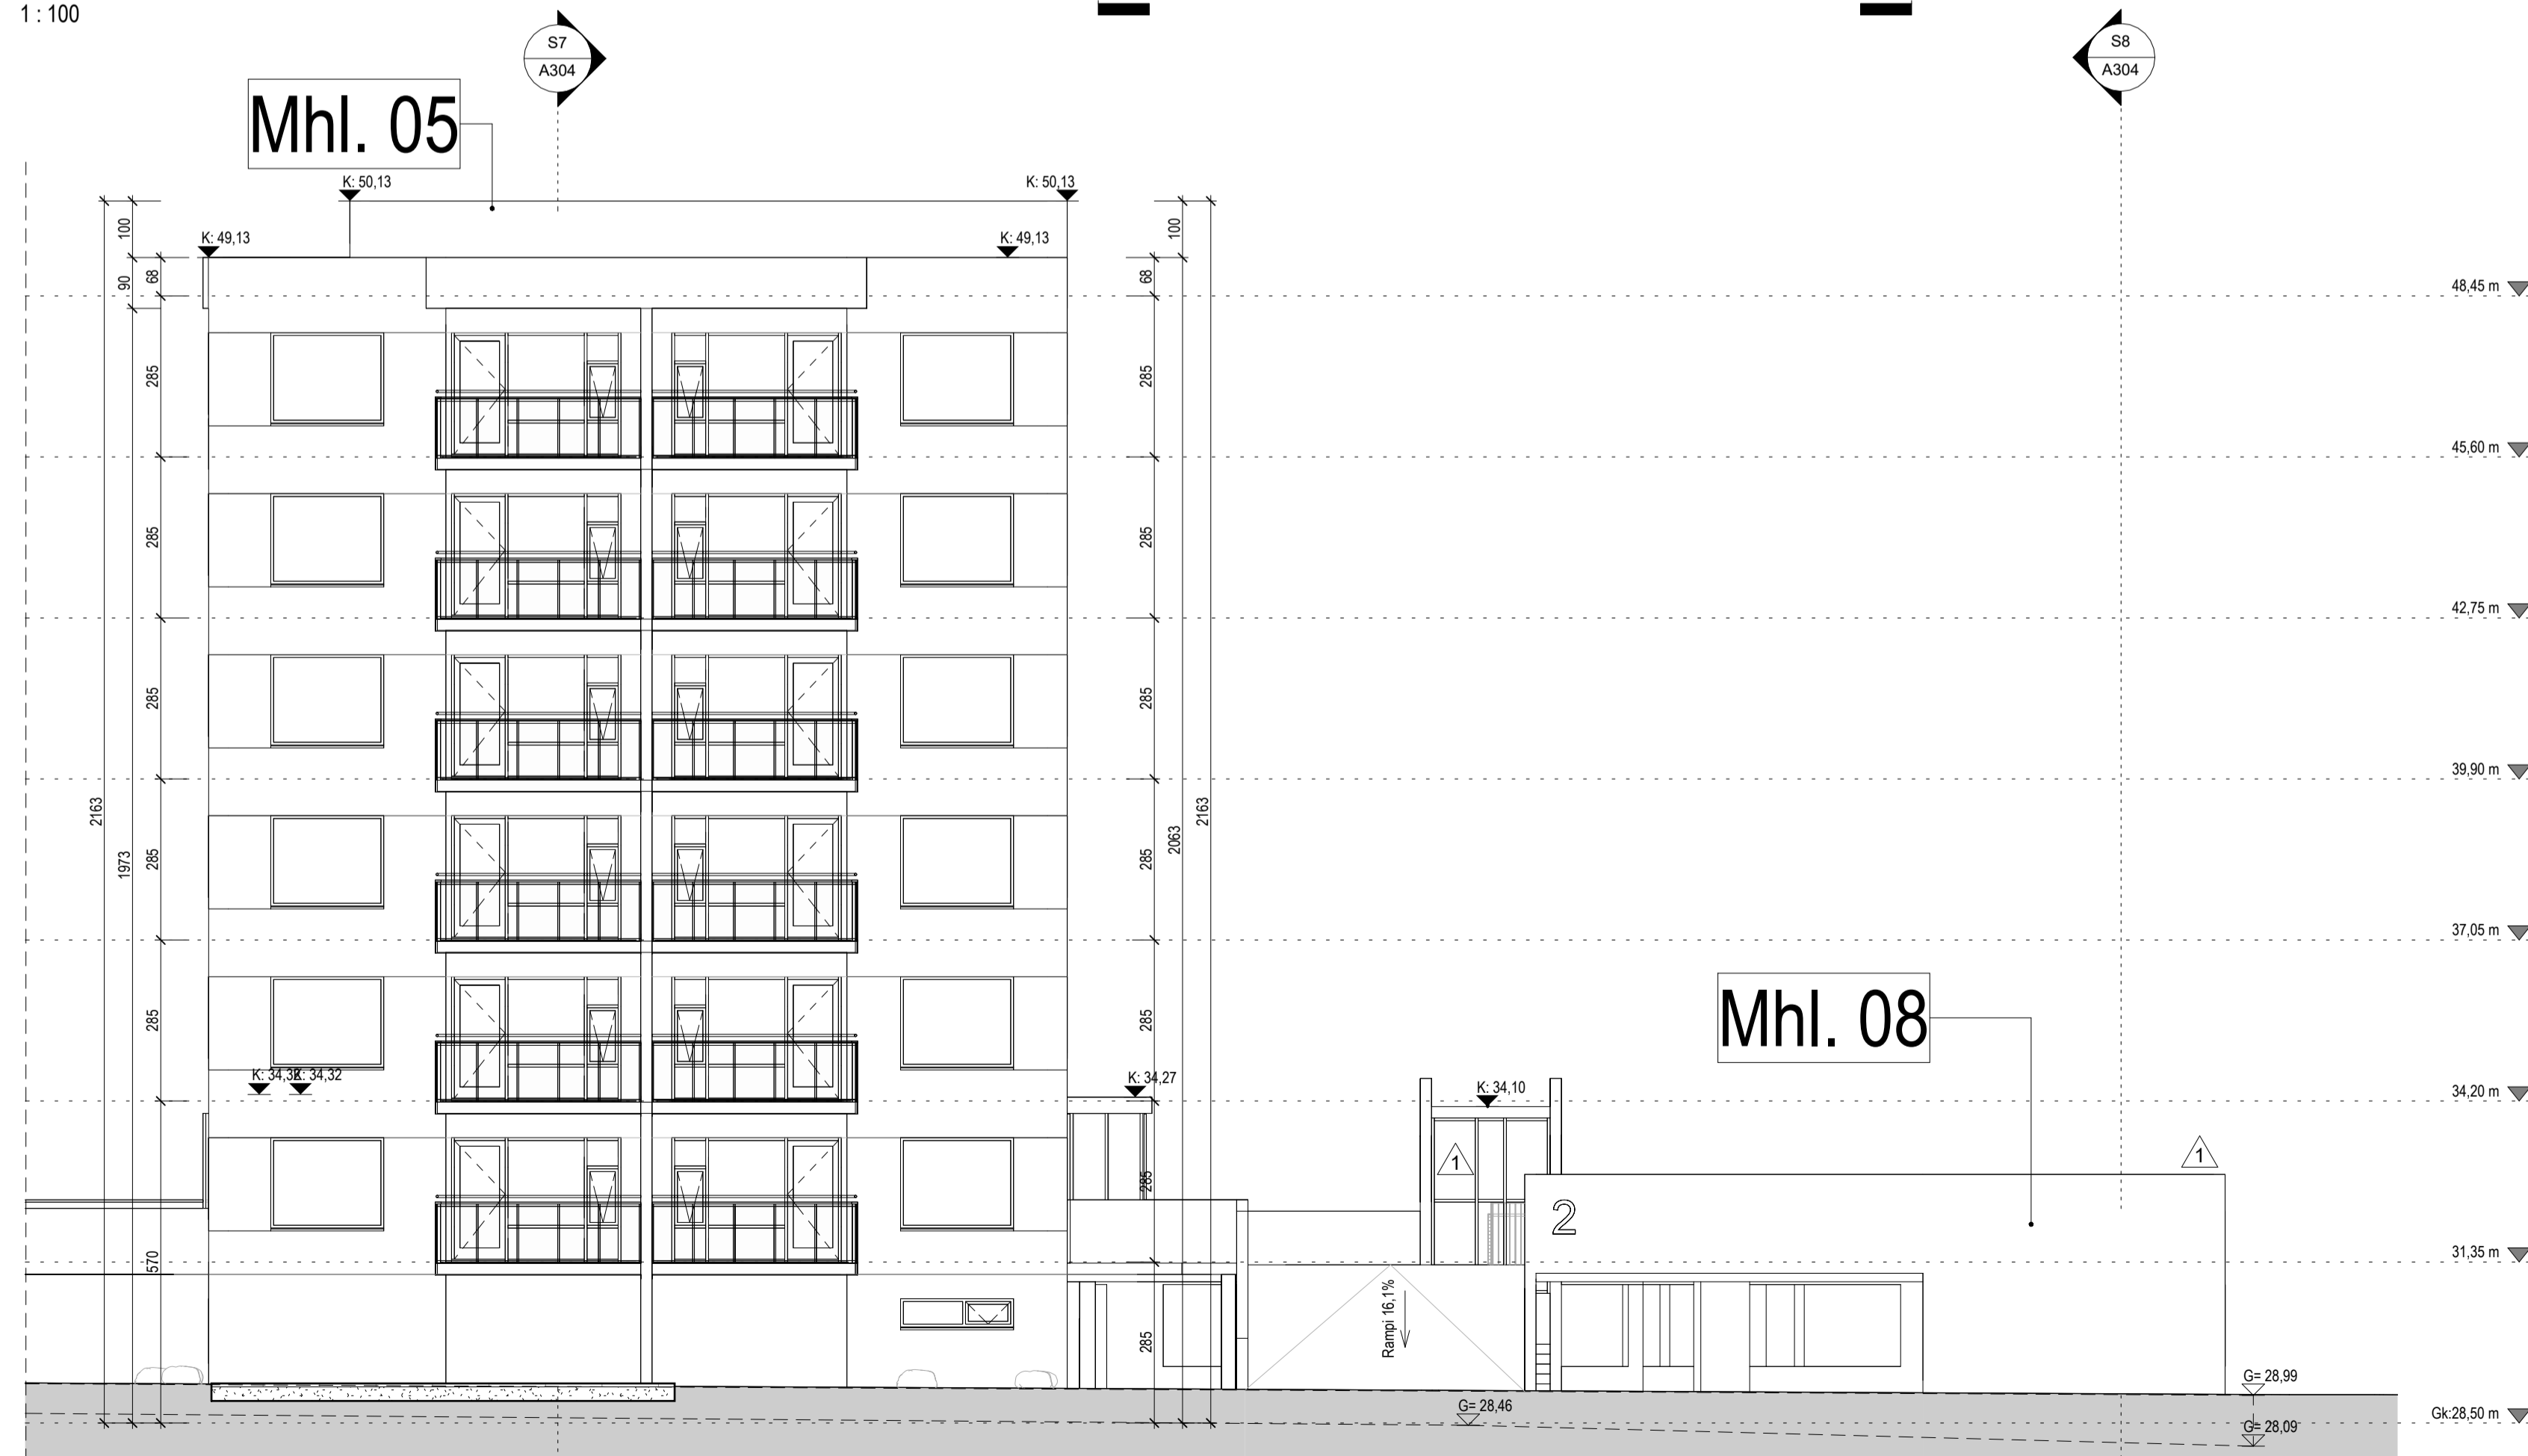 1 : 100
S7
A304
S8
A304
Mhl. 05
K: 50,13
K: 50,13
K: 49,13
K: 49,13
100
90
68
285
285
285
285
285
570
1973
2163
100
68
285
285
285
285
285
285
285
2063
2163
48,45 m
45,60 m
42,75 m
39,90 m
37,05 m
34,20 m
31,35 m
Gk:28,50 m
Mhl. 08
K: 34,32
K: 34,27
K: 34,10
1
1
2
Rampi 16,1%
G= 28,99
G= 28,46
G= 28,09